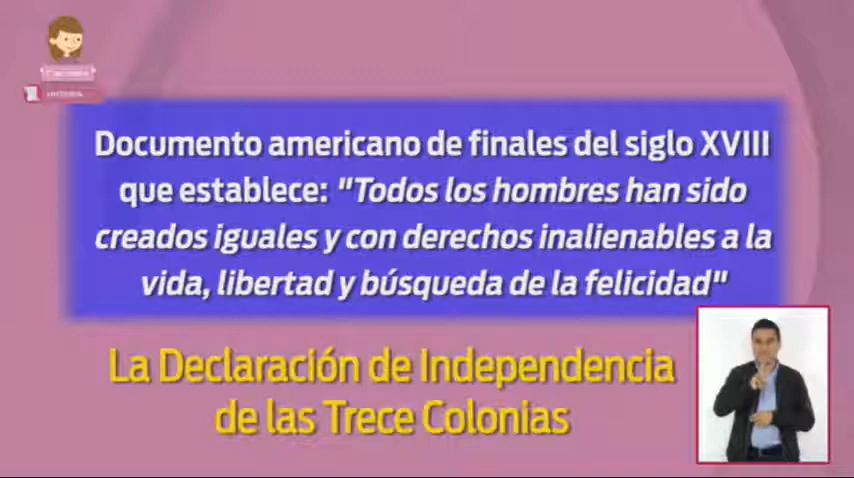 Documento americano de finales del siglo XVIII
que establece: "Todos los hombres han sido
creados iguales y con derechos inalienables a la
vida, libertad y búsqueda de la felicidad"
La Declaración de Independencia
de las Trece Colonias